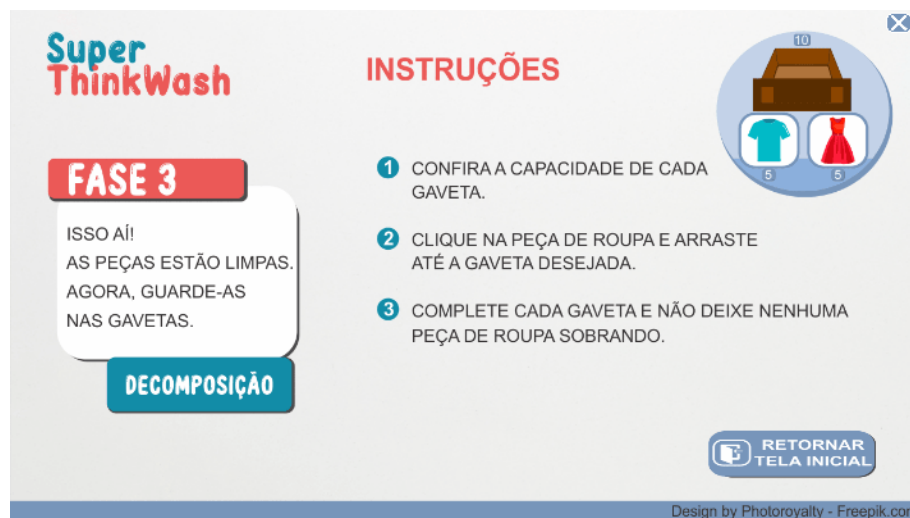 Super
ThinkWash
INSTRUÇÕES
10
5
5
FASE 3
ISSO AÍ!
AS PEÇAS ESTÃO LIMPAS.
AGORA, GUARDE-AS
NAS GAVETAS.
DECOMPOSIÇÃO
1 CONFIRA A CAPACIDADE DE CADA
GAVETA.
2 CLIQUE NA PEÇA DE ROUPA E ARRASTE
ATÉ A GAVETA DESEJADA.
3 COMPLETE CADA GAVETA E NÃO DEIXE NENHUMA
PEÇA DE ROUPA SOBRANDO.
RETORNAR
TELA INICIAL
Design by Photoroyalty - Freepik.com